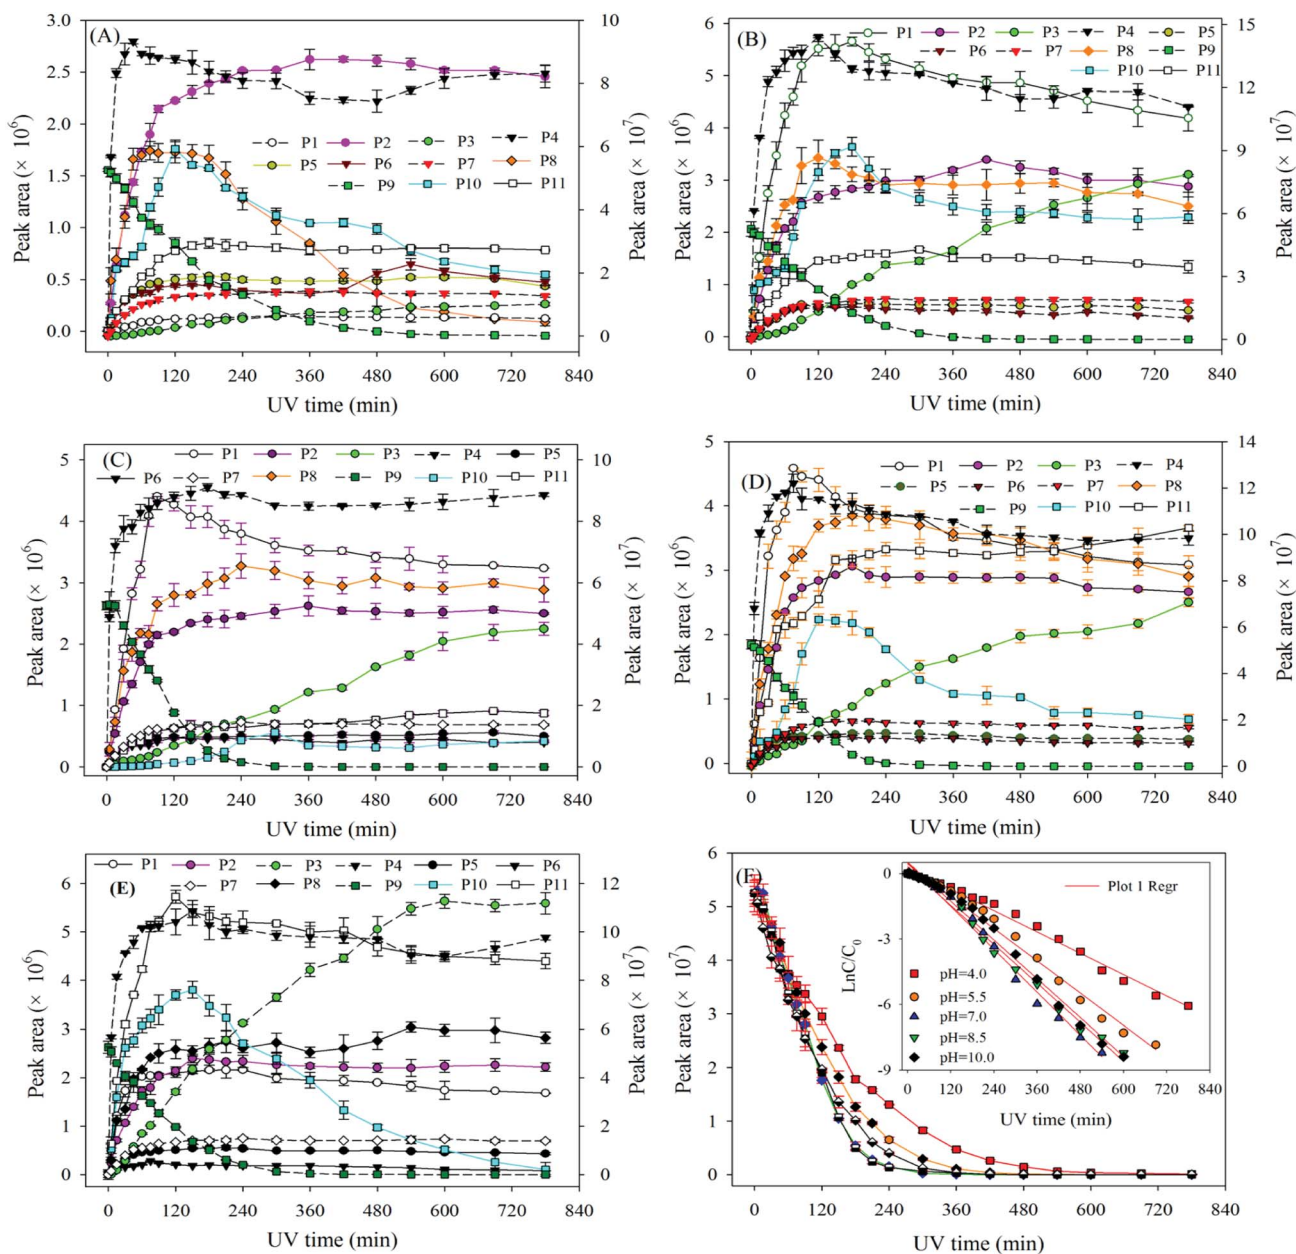 (A)
Peak area (× 10⁶)
3.0
2.5
2.0
1.5
1.0
0.5
0.0
P1 P2 P3 P4
P5 P6 P7 P8
P9 P10 P11
10
8
6
4
2
0
Peak area (× 10⁷)
0 120 240 360 480 600 720 840
UV time (min)
(B)
Peak area (× 10⁶)
6
5
4
3
2
1
0
P1 P2 P3 P4 P5
P6 P7 P8 P9
P10 P11
15
12
9
6
3
0
Peak area (× 10⁷)
0 120 240 360 480 600 720 840
UV time (min)
(C)
Peak area (× 10⁶)
5
4
3
2
1
0
P1 P2 P3 P4 P5
P6 P7 P8 P9 P10 P11
10
8
6
4
2
0
Peak area (× 10⁷)
0 120 240 360 480 600 720 840
UV time (min)
(D)
Peak area (× 10⁶)
5
4
3
2
1
0
P1 P2 P3 P4
P5 P6 P7 P8
P9 P10 P11
14
12
10
8
6
4
2
0
Peak area (× 10⁷)
0 120 240 360 480 600 720 840
UV time (min)
(E)
Peak area (× 10⁶)
6
5
4
3
2
1
0
P1 P2 P3 P4 P5 P6
P7 P8 P9 P10 P11
12
10
8
6
4
2
0
Peak area (× 10⁷)
0 120 240 360 480 600 720 840
UV time (min)
Peak area (× 10⁷)
6
5
4
3
2
1
0
0 120 240 360 480 600 720 840
UV time (min)
LnC/C₀
0
-3
-6
-9
Plot 1 Regr
pH=4.0
pH=5.5
pH=7.0
pH=8.5
pH=10.0
0 120 240 360 480 600 720 840
UV time (min)